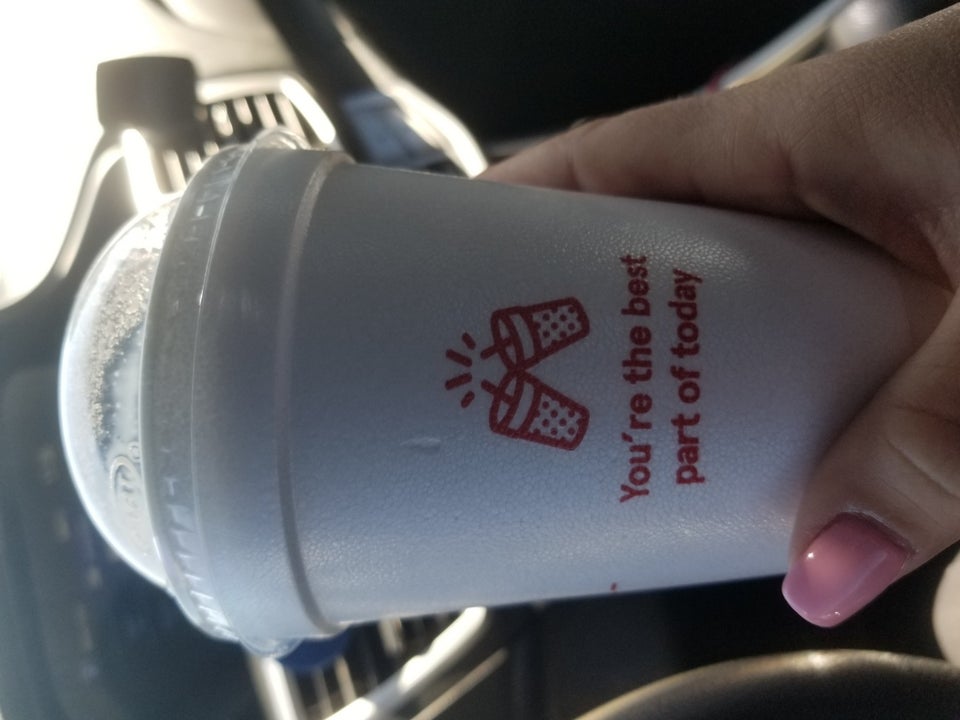 You're the best
part of today